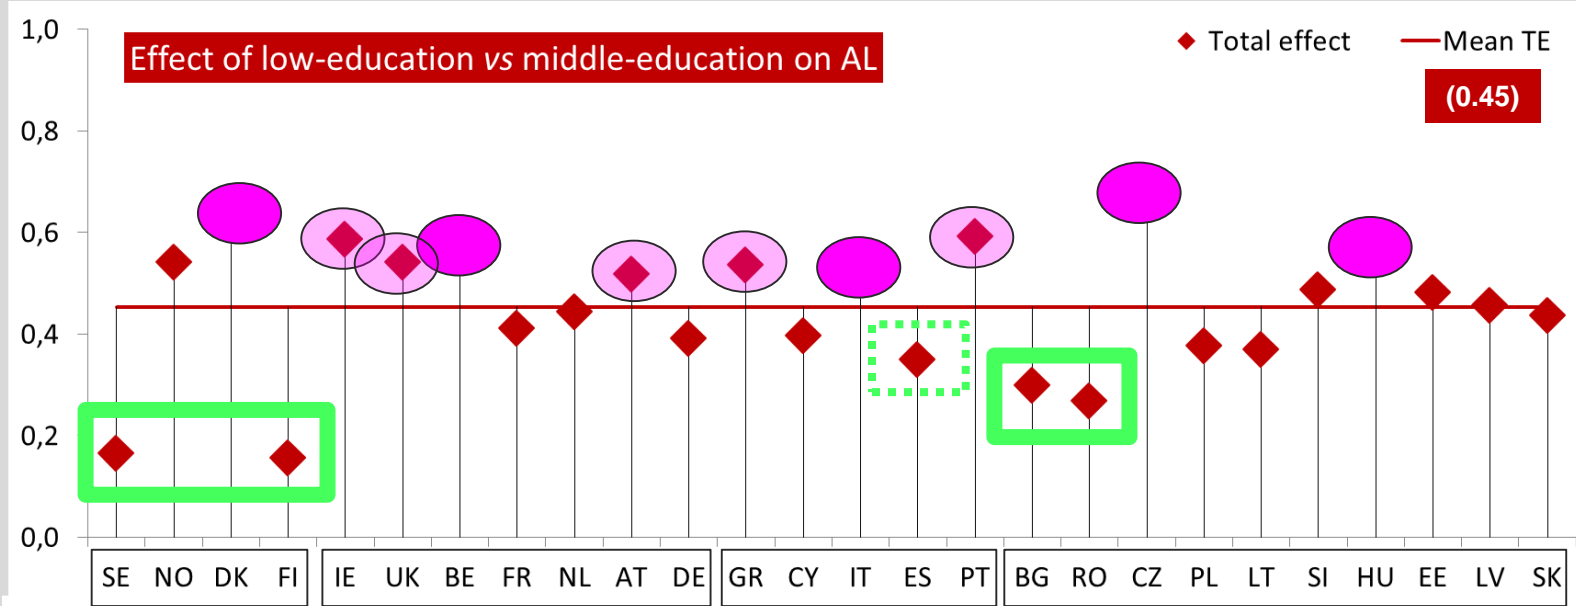 1,0
Effect of low-education vs middle-education on AL
Total effect
Mean TE
(0.45)
0,8
0,6
0,4
0,2
0,0
SE NO DK FI IE UK BE FR NL AT DE GR CY IT ES PT BG RO CZ PL LT SI HU EE LV SK